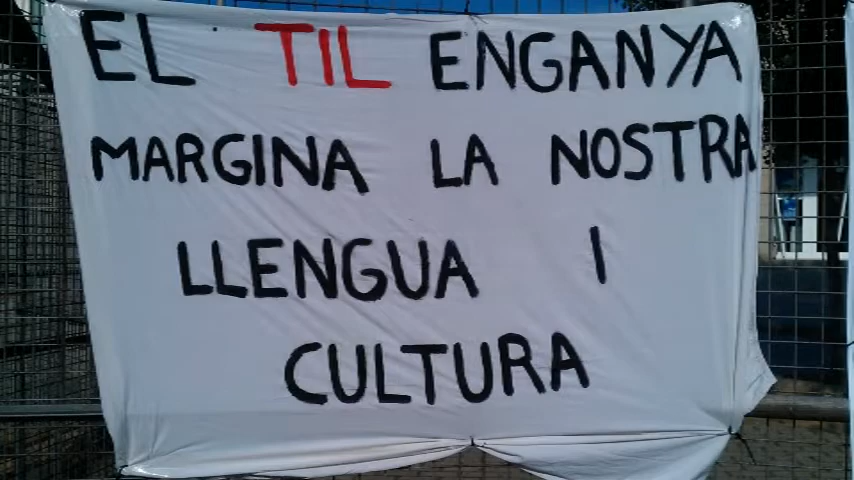 EL TIL ENGANYA
MARGINA LA NOSTRA
LLENGUA I
CULTURA